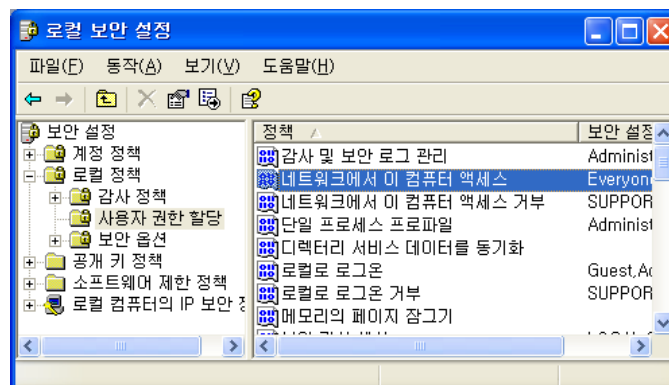 로컬 보안 설정
파일(F) 동작(A) 보기(V) 도움말(H)
보안 설정
계정 정책
로컬 정책
감사 정책
사용자 권한 할당
보안 옵션
공개 키 정책
소프트웨어 제한 정책
로컬 컴퓨터의 IP 보안
정책 보안 설정
감사 및 보안 로그 관리 Administ
네트워크에서 이 컴퓨터 액세스 Everyone
네트워크에서 이 컴퓨터 액세스 거부 SUPPOR
단일 프로세스 프로파일 Administ
디렉터리 서비스 데이터를 동기화
로컬로 로그온 Guest,Ad
로컬로 로그온 거부 SUPPOR
메모리의 페이지 잠그기